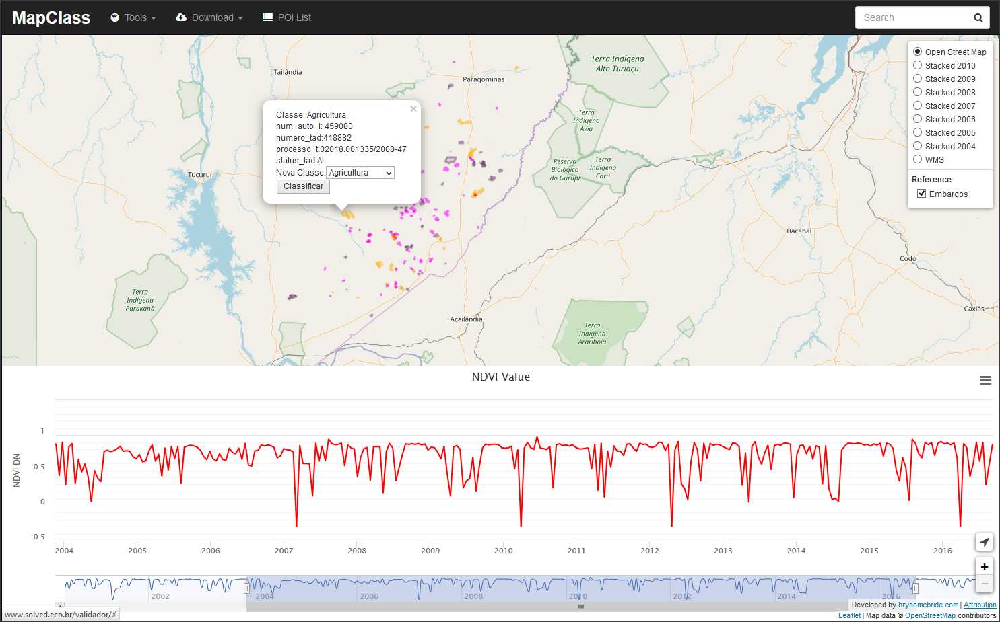 MapClass Tools Download POI List Search
Open Street Map
Stacked 2010
Stacked 2009
Stacked 2008
Stacked 2007
Stacked 2006
Stacked 2005
Stacked 2004
WMS
Reference
Embargos
Tailândia
Paragominas
Terra Indígena
Alto Turiaçu
Terra
Indígena
Awa
Reserva
Biológica
do Gurupi
Terra
Indígena
Caru
Tucuruí
Classe: Agricultura
num_auto_i: 459080
numero_tad:418882
processo_t:02018.001335/2008-47
status_tad:AL
Nova Classe: Agricultura
Classificar
Bacabal
Codó
Caxias
Terra
Indígena
Parakanã
Açailândia
Terra
Indígena
Arariboia
NDVI Value
NDVI DN
1
0.5
0
−0.5
2004 2005 2006 2007 2008 2009 2010 2011 2012 2013 2014 2015 2016
+
−
2002 2004 2006 2008 2010 2012 2014 2016
Developed by bryanmcbride.com | Attribution
Leaflet | Map data © OpenStreetMap contributors
www.solved.eco.br/validador/#